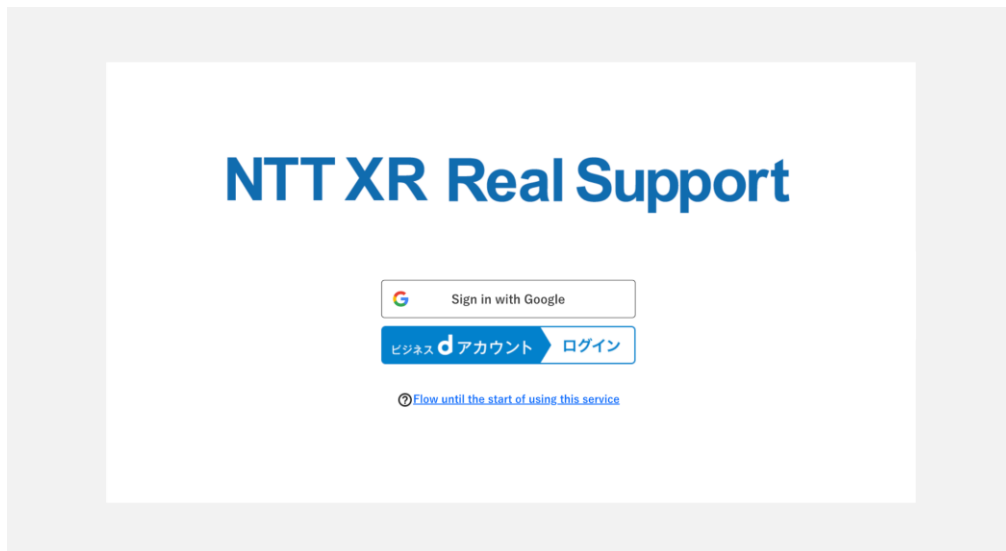 NTT XR Real Support
Sign in with Google
ビジネス dアカウント ログイン
Flow until the start of using this service